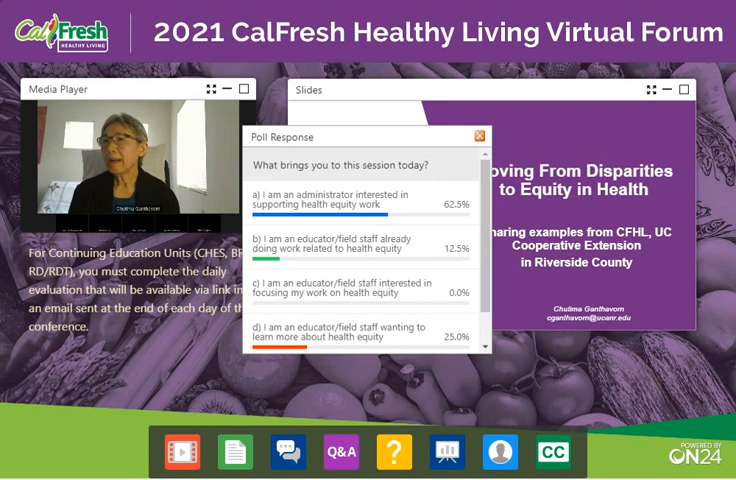 CalFresh
HEALTHY LIVING
2021 CalFresh Healthy Living Virtual Forum
Media Player
Slides
Chutima Ganthavorn
For Continuing Education Units (CHES,
RD/RDT), you must complete the daily
evaluation that will be available via link in
an email sent at the end of each day of
conference.
Poll Response
What brings you to this session today?
a) I am an administrator interested in
supporting health equity work 62.5%
b) I am an educator/field staff already
doing work related to health equity 12.5%
c) I am an educator/field staff interested in
focusing my work on health equity 0.0%
d) I am an educator/field staff wanting to
learn more about health equity 25.0%
oving From Disparities
to Equity in Health
haring examples from CFHL, UC
Cooperative Extension
in Riverside County
Chutima Ganthavorn
cganthavorn@ucanr.edu
Q&A
?
CC
POWERED BY
ON24